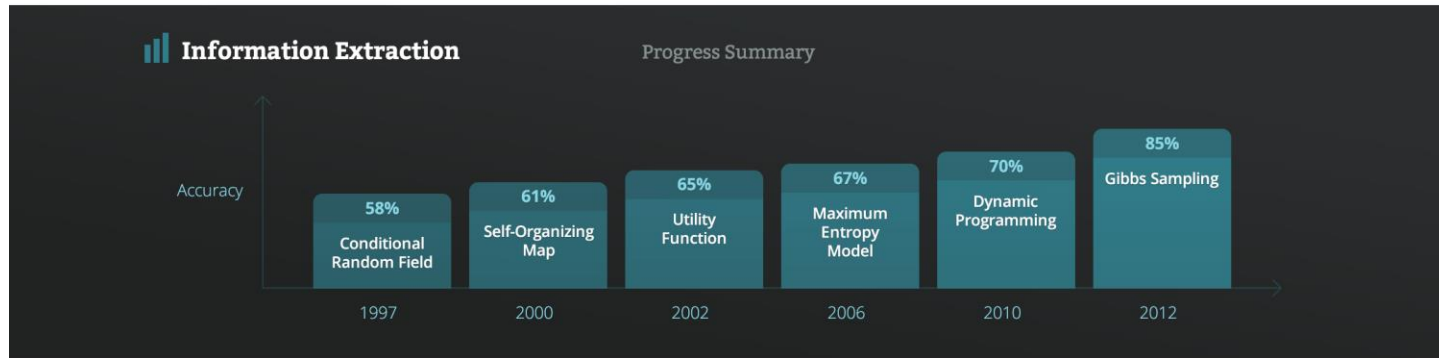 Information Extraction
Progress Summary
Accuracy
58%
Conditional
Random Field
61%
Self-Organizing
Map
65%
Utility
Function
67%
Maximum
Entropy
Model
70%
Dynamic
Programming
85%
Gibbs Sampling
1997
2000
2002
2006
2010
2012